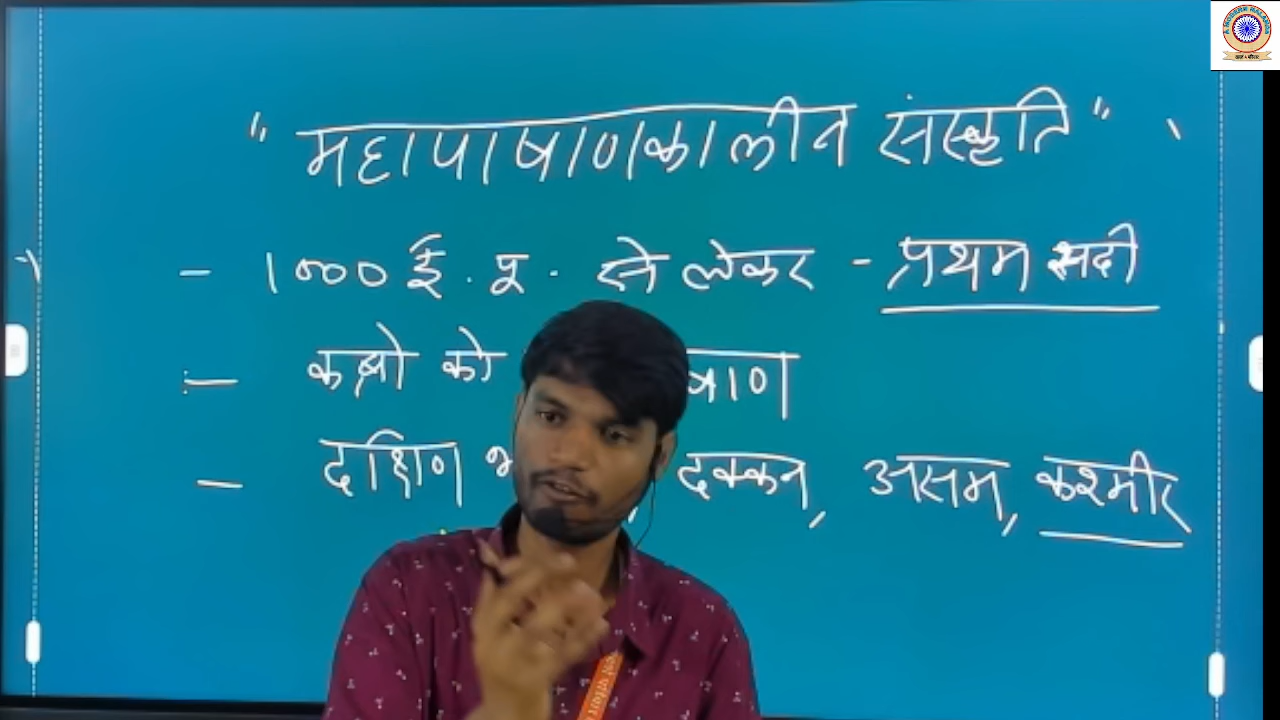 " महापाषाणकालीन संस्कृति "
- 1000 ई. पू. से लेकर - प्रथम सदी
- कब्रो को षाण
- दक्षिण भ , दक्कन, असम, कश्मीर